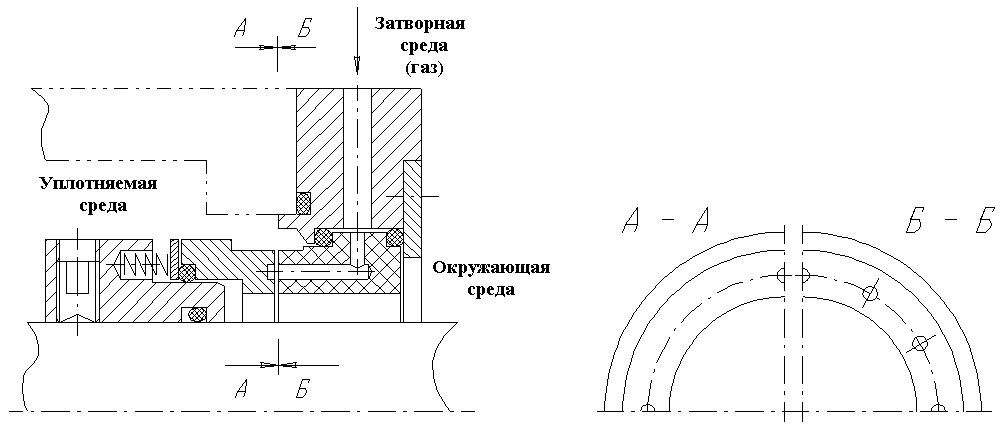 А Б
Затворная
среда
(газ)
Уплотняемая
среда
Окружающая
среда
А Б
А - А
Б - Б